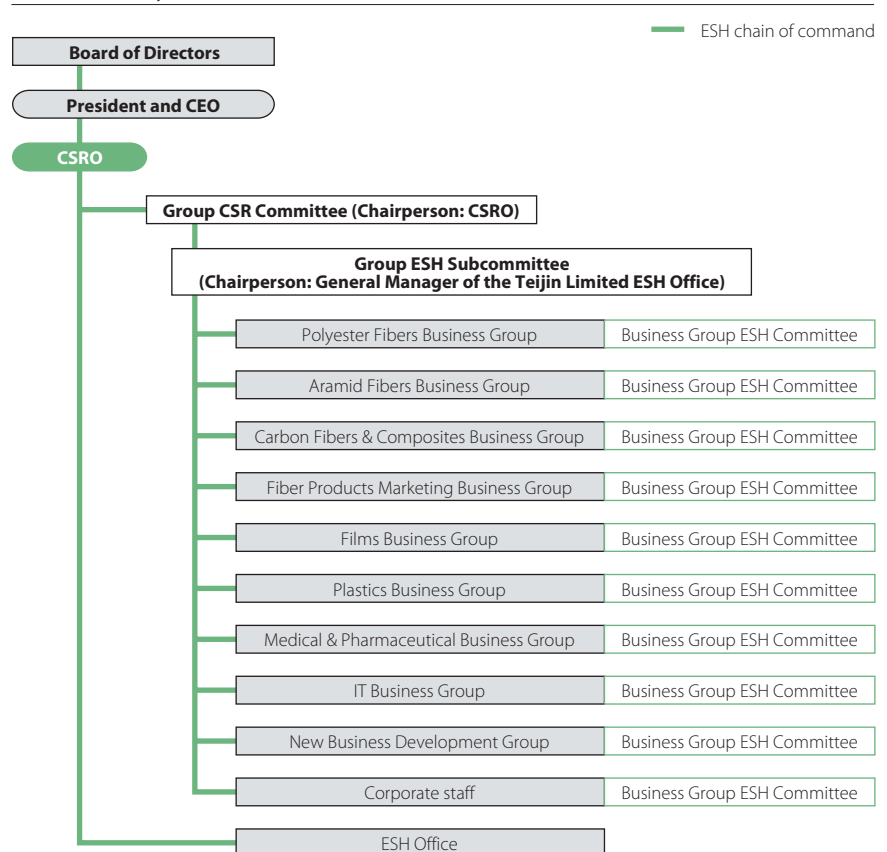 ESH chain of command
Board of Directors
President and CEO
CSRO
Group CSR Committee (Chairperson: CSRO)
Group ESH Subcommittee
(Chairperson: General Manager of the Teijin Limited ESH Office)
Polyester Fibers Business Group Business Group ESH Committee
Aramid Fibers Business Group Business Group ESH Committee
Carbon Fibers & Composites Business Group Business Group ESH Committee
Fiber Products Marketing Business Group Business Group ESH Committee
Films Business Group Business Group ESH Committee
Plastics Business Group Business Group ESH Committee
Medical & Pharmaceutical Business Group Business Group ESH Committee
IT Business Group Business Group ESH Committee
New Business Development Group Business Group ESH Committee
Corporate staff Business Group ESH Committee
ESH Office